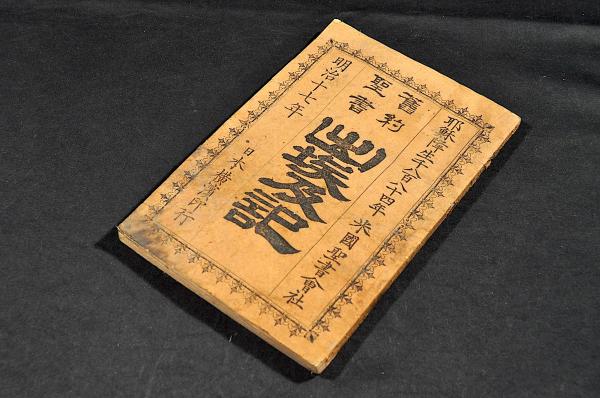 耶穌降生千八百八十四年 米國聖書會社
舊約
聖書
出埃及記
明治十七年 日本橫濱印行